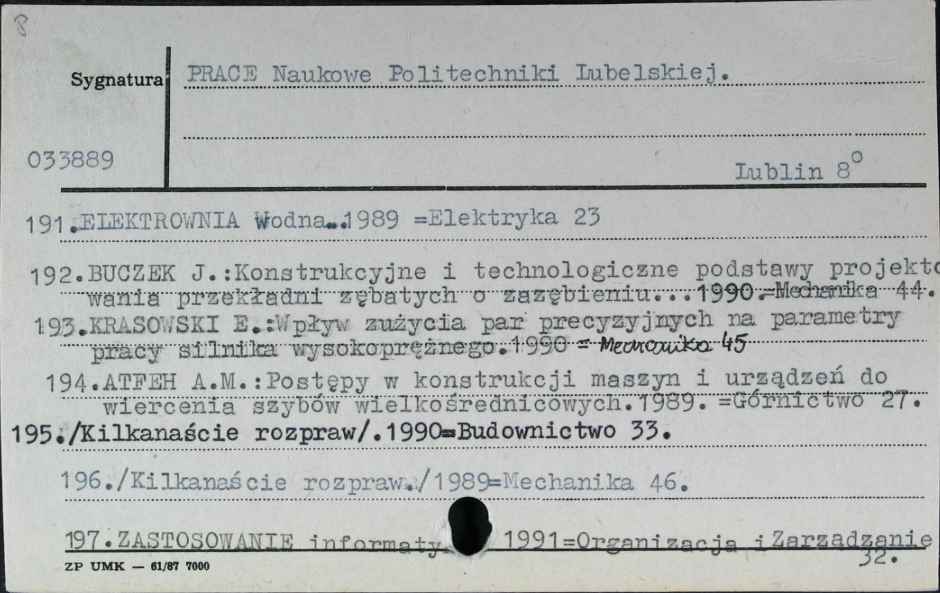 8
Sygnatura PRACE Naukowe Politechniki Lubelskiej.
033889
Lublin 8°
191.ELEKTROWNIA Wodna...1989 =Elektryka 23
192.BUCZEK J.:Konstrukcyjne i technologiczne podstawy projekto
wania przekładni zębatych o zazębieniu...1990.=Mechanika 44.
193.KRASOWSKI E.:Wpływ zużycia par precyzyjnych na parametry
pracy silnika wysokoprężnego.1990 = Mechanika 45
194.ATFEH A.M.:Postępy w konstrukcji maszyn i urządzeń do
wiercenia szybów wielkośrednicowych.1989. =Górnictwo 27.
195./Kilkanaście rozpraw/.1990=Budownictwo 33.
196./Kilkanaście rozpraw./1989=Mechanika 46.
197.ZASTOSOWANIE informaty 1991=Organizacja i Zarządzanie
32.
ZP UMK — 61/87 7000